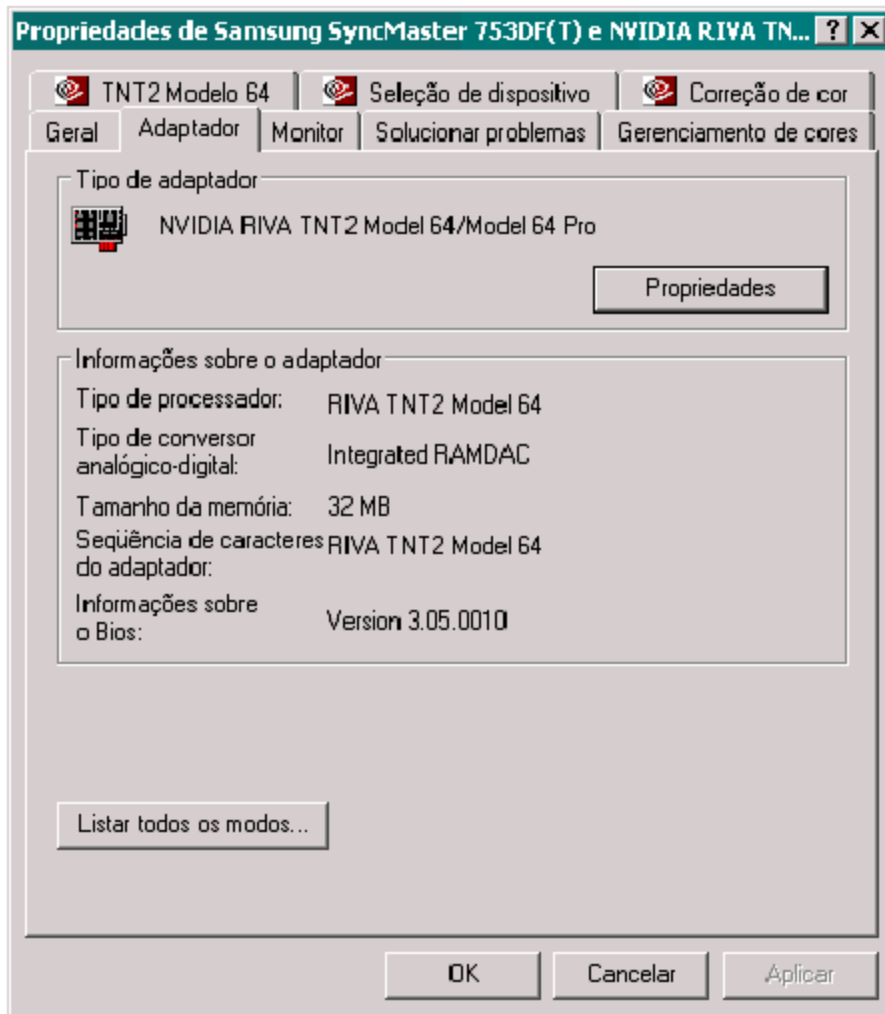 Propriedades de Samsung SyncMaster 753DF(T) e NVIDIA RIVA TN... ? X
TNT2 Modelo 64 Seleção de dispositivo Correção de cor
Geral Adaptador Monitor Solucionar problemas Gerenciamento de cores
Tipo de adaptador
NVIDIA RIVA TNT2 Model 64/Model 64 Pro
Propriedades
Informações sobre o adaptador
Tipo de processador: RIVA TNT2 Model 64
Tipo de conversor
analógico-digital: Integrated RAMDAC
Tamanho da memória: 32 MB
Seqüência de caracteres RIVA TNT2 Model 64
do adaptador:
Informações sobre
o Bios: Version 3.05.0010
Listar todos os modos...
OK Cancelar Aplicar